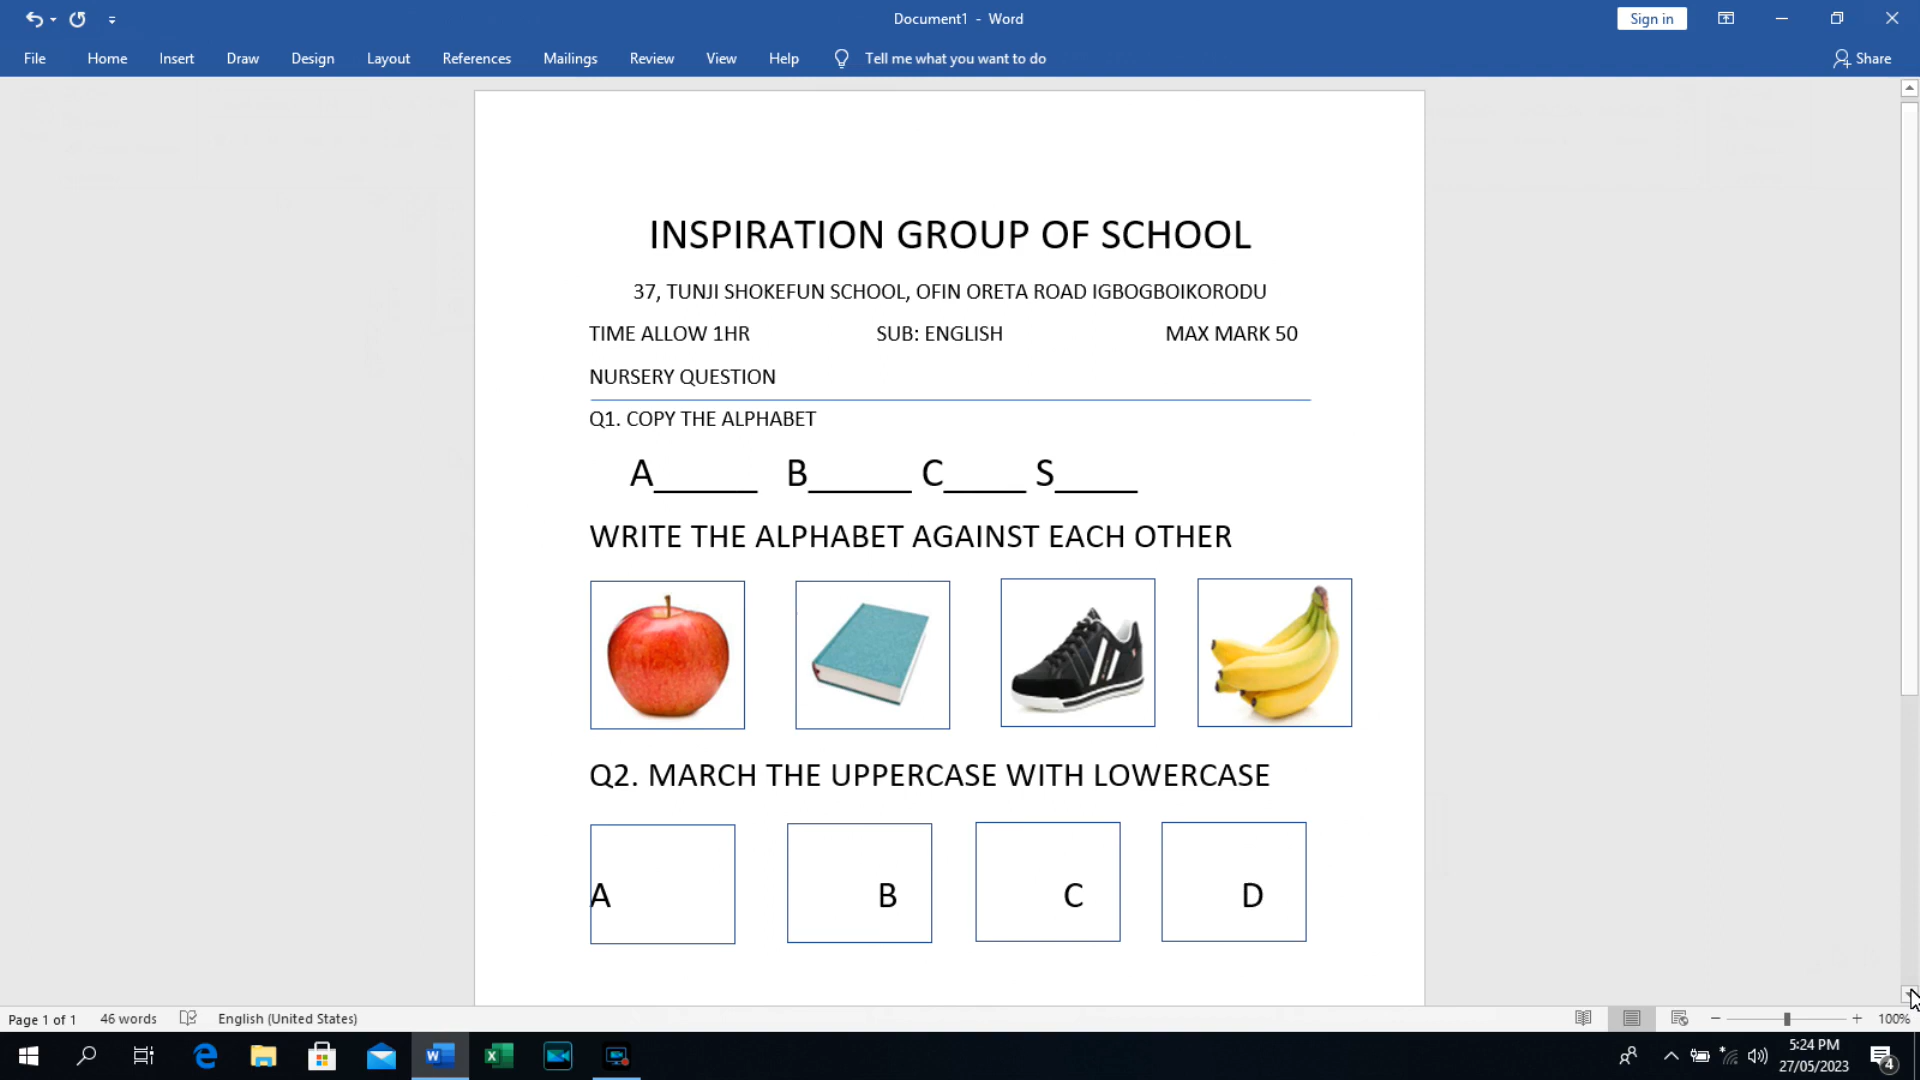 Document1 - Word
Sign in
File Home Insert Draw Design Layout References Mailings Review View Help Tell me what you want to do Share
INSPIRATION GROUP OF SCHOOL
37, TUNJI SHOKEFUN SCHOOL, OFIN ORETA ROAD IGBOGBOIKORODU
TIME ALLOW 1HR SUB: ENGLISH MAX MARK 50
NURSERY QUESTION
Q1. COPY THE ALPHABET
A_____ B_____ C____ S____
WRITE THE ALPHABET AGAINST EACH OTHER
Q2. MARCH THE UPPERCASE WITH LOWERCASE
A B C D
Page 1 of 1 46 words English (United States) 100%
5:24 PM
27/05/2023
4